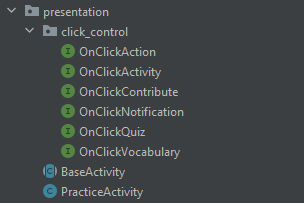 presentation
click_control
OnClickAction
OnClickActivity
OnClickContribute
OnClickNotification
OnClickQuiz
OnClickVocabulary
BaseActivity
PracticeActivity